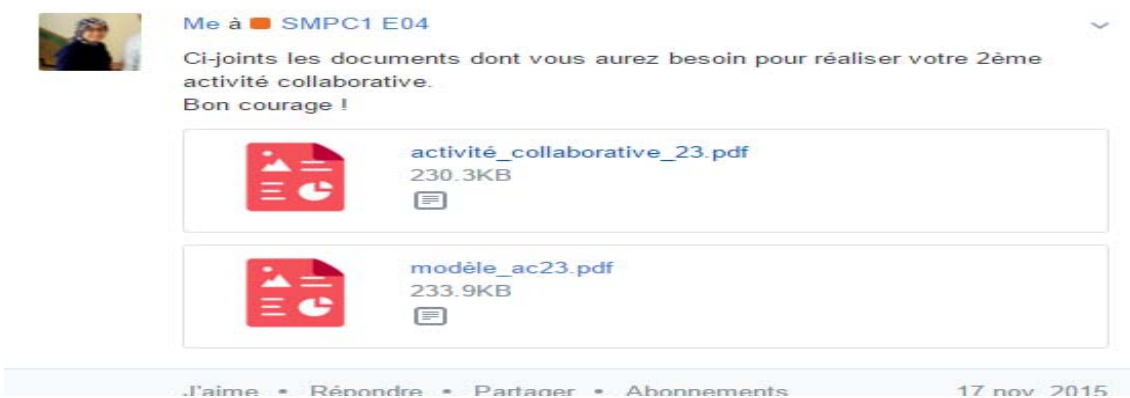 Me à SMPC1 E04
Ci-joints les documents dont vous aurez besoin pour réaliser votre 2ème
activité collaborative.
Bon courage !
activité_collaborative_23.pdf
230.3KB
modèle_ac23.pdf
233.9KB
J'aime • Répondre • Partager • Abonnements 17 nov. 2015